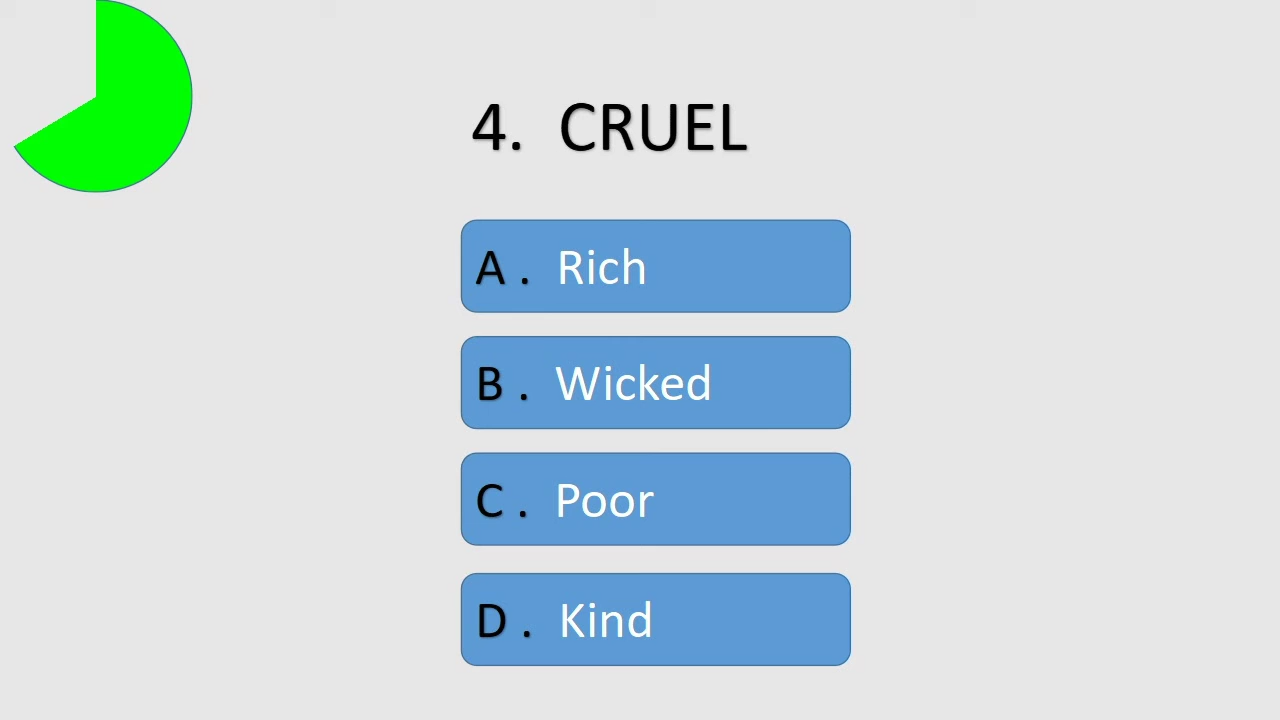 4. CRUEL
A . Rich
B . Wicked
C . Poor
D . Kind